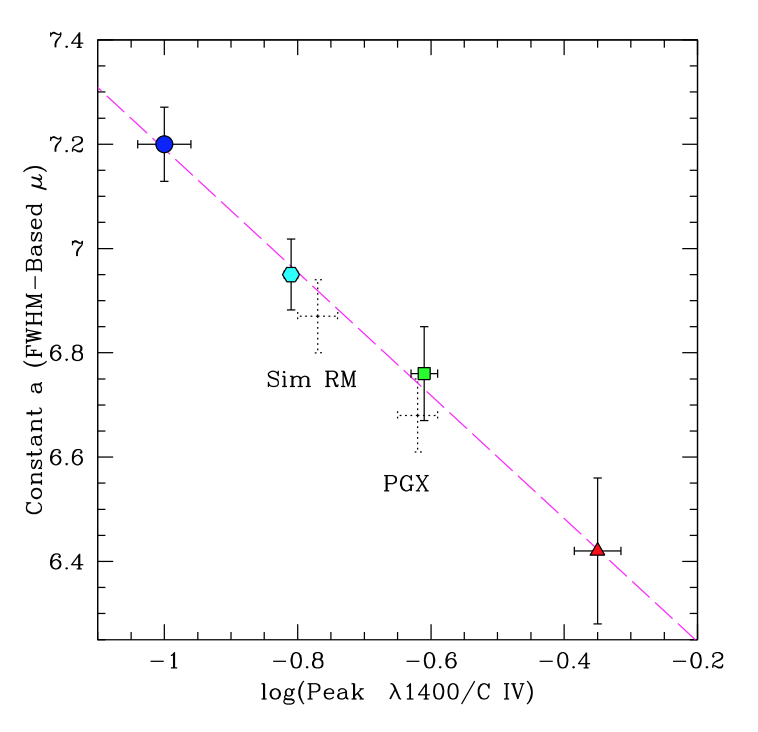 7.4
7.2
7
6.8
6.6
6.4
Constant a (FWHM−Based μ)
Sim RM
PGX
−1 −0.8 −0.6 −0.4 −0.2
log(Peak λ1400/C IV)